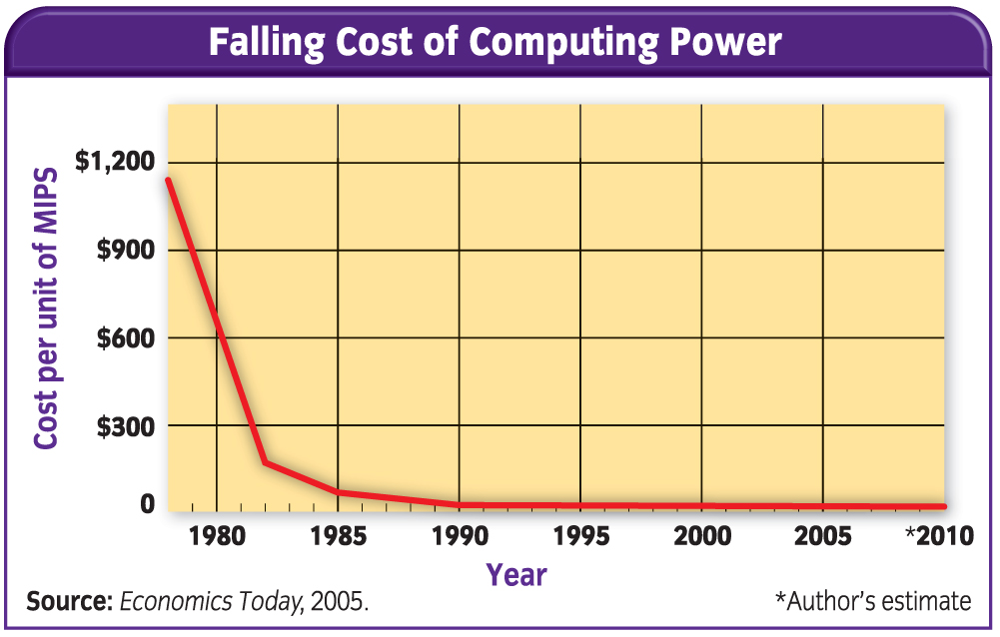 Falling Cost of Computing Power
Cost per unit of MIPS
$1,200
$900
$600
$300
0
1980 1985 1990 1995 2000 2005 *2010
Year
Source: Economics Today, 2005.
*Author's estimate